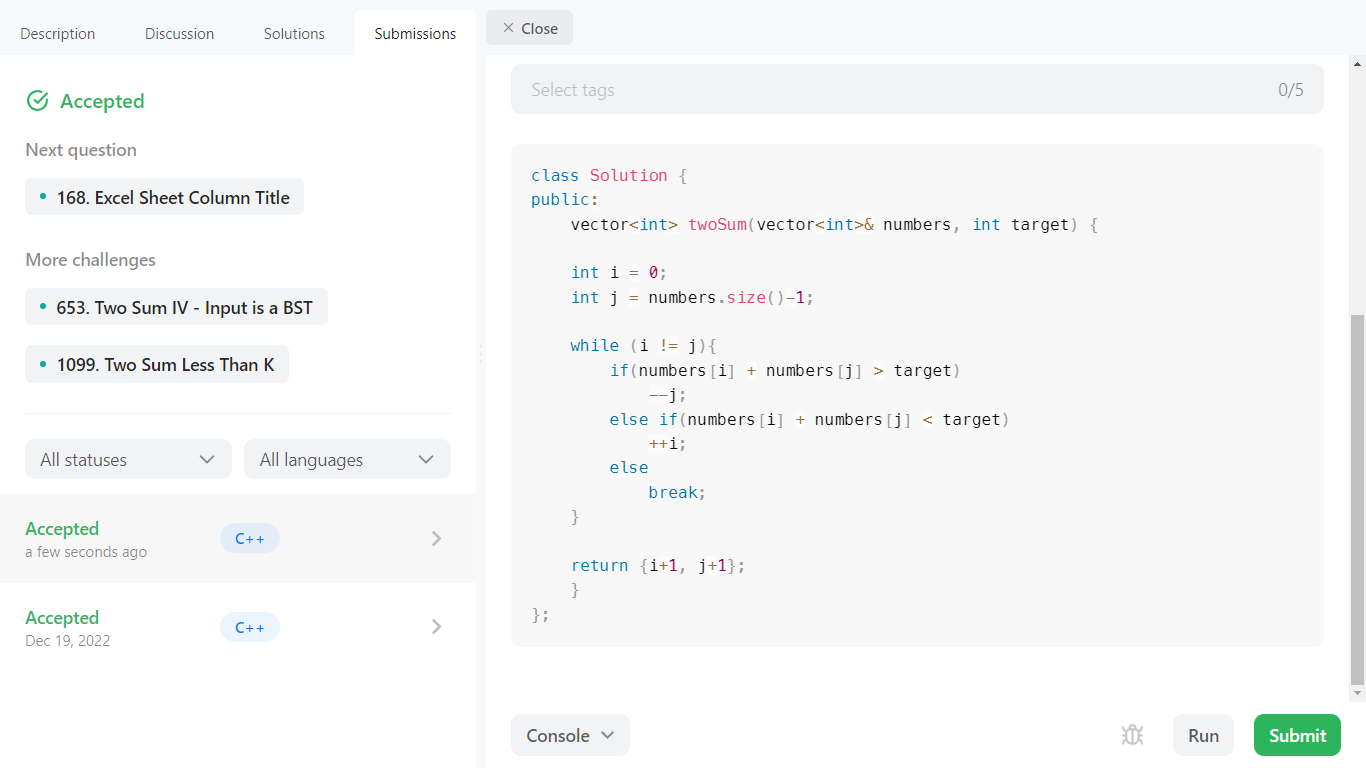 Description Discussion Solutions Submissions
Accepted
Next question
168. Excel Sheet Column Title
More challenges
653. Two Sum IV - Input is a BST
1099. Two Sum Less Than K
All statuses All languages
Accepted C++
a few seconds ago
Accepted C++
Dec 19, 2022
Close
Select tags 0/5
class Solution {
public:
    vector<int> twoSum(vector<int>& numbers, int target) {

    int i = 0;
    int j = numbers.size()-1;

    while (i != j){
        if(numbers[i] + numbers[j] > target)
            --j;
        else if(numbers[i] + numbers[j] < target)
            ++i;
        else
            break;
    }

    return {i+1, j+1};
    }
};
Console Run Submit